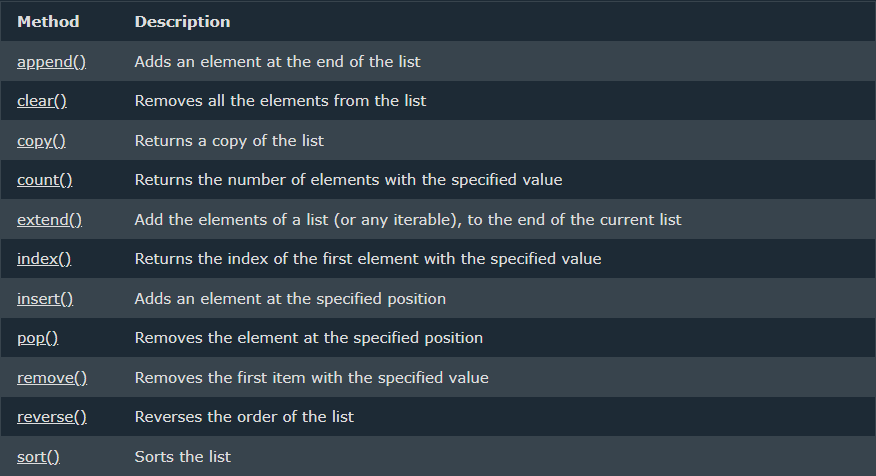 Method Description
append() Adds an element at the end of the list
clear() Removes all the elements from the list
copy() Returns a copy of the list
count() Returns the number of elements with the specified value
extend() Add the elements of a list (or any iterable), to the end of the current list
index() Returns the index of the first element with the specified value
insert() Adds an element at the specified position
pop() Removes the element at the specified position
remove() Removes the first item with the specified value
reverse() Reverses the order of the list
sort() Sorts the list